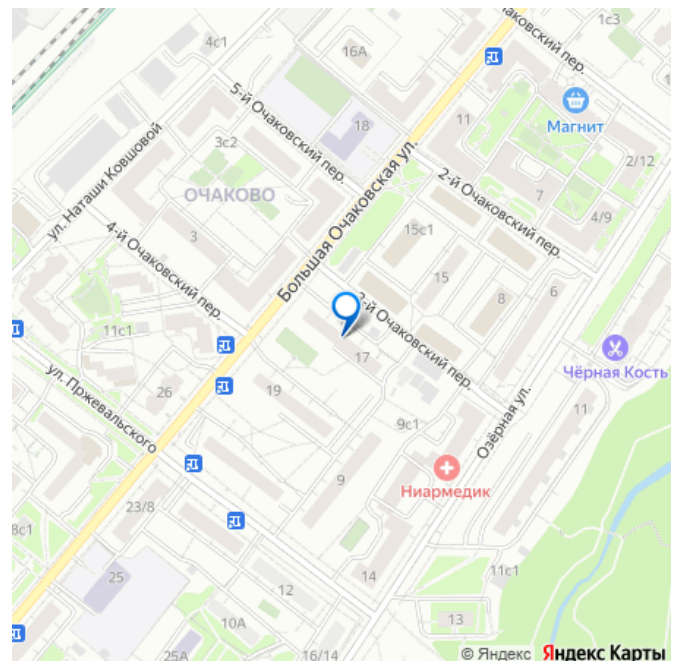 1с3
Очаковский пер.
4с1
16А
5-й Очаковский пер.
11
Магнит
18
3с2
2/12
ул. Наташи Ковшовой
ОЧАКОВО
Большая Очаковская ул.
2-й Очаковский пер.
7
4/9
3
4-й Очаковский пер.
15с1
15
8
6
3-й Очаковский пер.
11с1
17
Чёрная Кость
ул. Пржевальского
26
19
9с1
Озёрная ул.
11
9
Ниармедик
23/8
8с1
25
12
14
11с1
10А
13
25А
16/14
© Яндекс Яндекс Карты